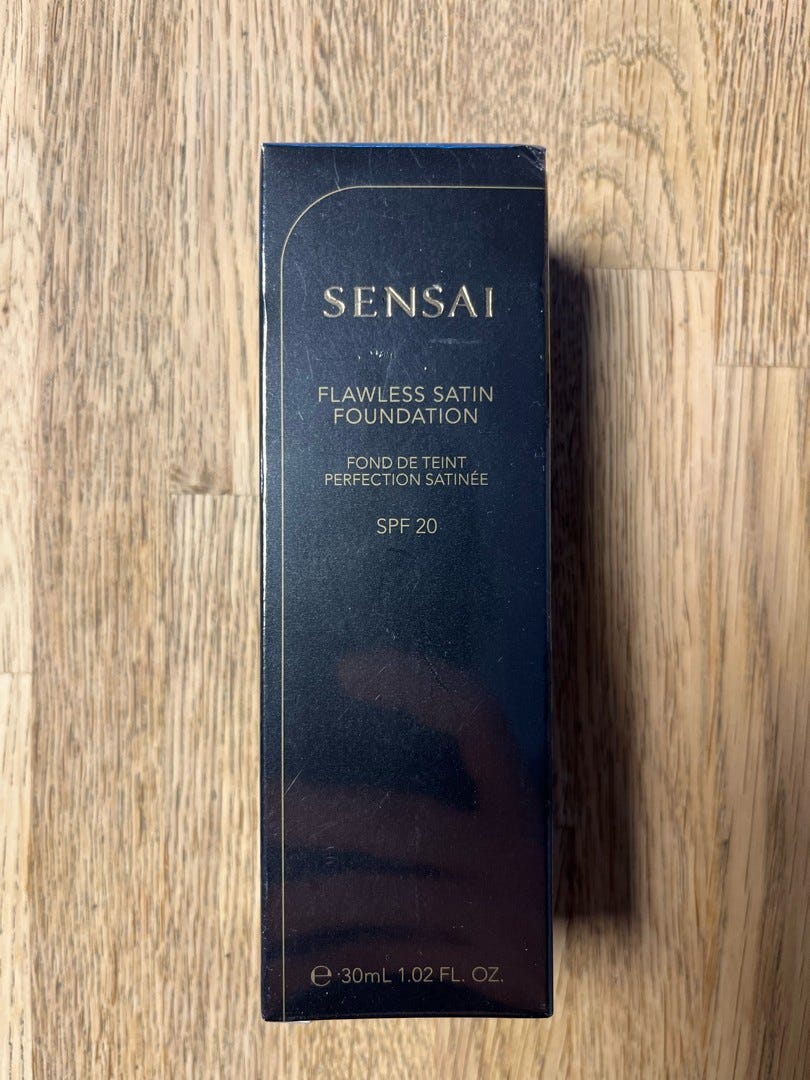 SENSAI
FLAWLESS SATIN
FOUNDATION
FOND DE TEINT
PERFECTION SATINÉE
SPF 20
℮ 30mL 1.02 FL. OZ.